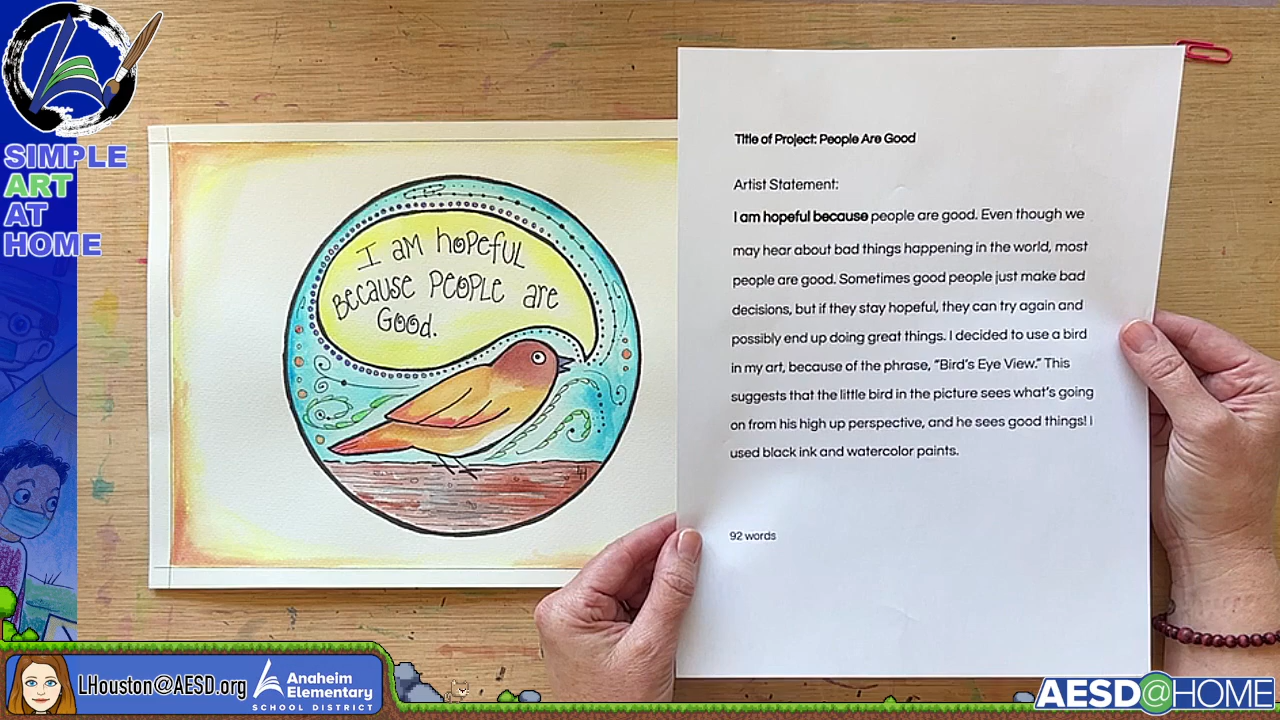 SIMPLE
ART
AT
HOME
I am hopeful
Because People are
Good.
Title of Project: People Are Good
Artist Statement:
I am hopeful because people are good. Even though we
may hear about bad things happening in the world, most
people are good. Sometimes good people just make bad
decisions, but if they stay hopeful, they can try again and
possibly end up doing great things. I decided to use a bird
in my art, because of the phrase, “Bird’s Eye View.” This
suggests that the little bird in the picture sees what’s going
on from his high up perspective, and he sees good things! I
used black ink and watercolor paints.
92 words
LHouston@AESD.org
Anaheim
Elementary
SCHOOL DISTRICT
AESD@HOME